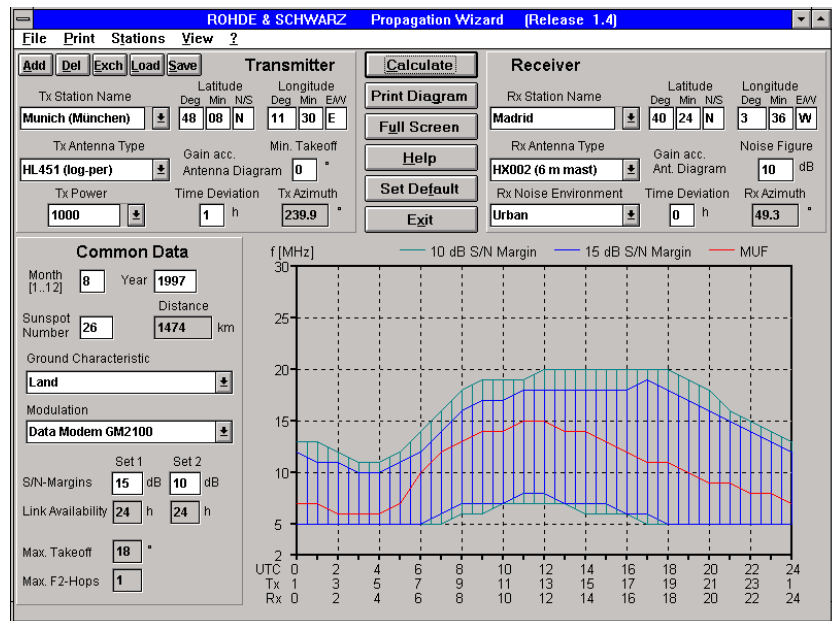 ROHDE & SCHWARZ Propagation Wizard (Release 1.4)
File Print Stations View ?
Add Del Exch Load Save Transmitter
Latitude Longitude
Tx Station Name Deg Min N/S Deg Min E/W
Munich (München) 48 08 N 11 30 E
Tx Antenna Type Gain acc. Min. Takeoff
HL451 (log-per) Antenna Diagram 0 °
Tx Power Time Deviation Tx Azimuth
1000 1 h 239.9 °
Calculate
Print Diagram
Full Screen
Help
Set Default
Exit
Receiver
Latitude Longitude
Rx Station Name Deg Min N/S Deg Min E/W
Madrid 40 24 N 3 36 W
Rx Antenna Type Gain acc. Noise Figure
HX002 (6 m mast) Ant. Diagram 10 dB
Rx Noise Environment Time Deviation Rx Azimuth
Urban 0 h 49.3 °
Common Data
Month [1..12] 8 Year 1997
Distance
Sunspot Number 26 1474 km
Ground Characteristic
Land
Modulation
Data Modem GM2100
Set 1 Set 2
S/N-Margins 15 dB 10 dB
Link Availability 24 h 24 h
Max. Takeoff 18 °
Max. F2-Hops 1
f [MHz] 10 dB S/N Margin 15 dB S/N Margin MUF
30
25
20
15
10
5
2
UTC 0 2 4 6 8 10 12 14 16 18 20 22 24
Tx 1 3 5 7 9 11 13 15 17 19 21 23 1
Rx 0 2 4 6 8 10 12 14 16 18 20 22 24